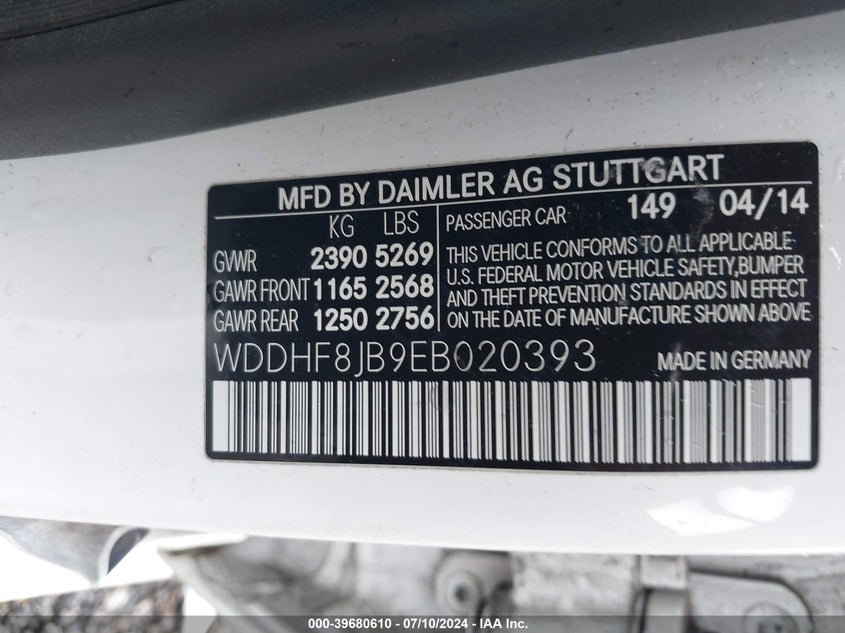 MFD BY DAIMLER AG STUTTGART
KG LBS
GVWR 2390 5269
GAWR FRONT 1165 2568
GAWR REAR 1250 2756
PASSENGER CAR 149 04/14
THIS VEHICLE CONFORMS TO ALL APPLICABLE
U.S. FEDERAL MOTOR VEHICLE SAFETY,BUMPER
AND THEFT PREVENTION STANDARDS IN EFFECT
ON THE DATE OF MANUFACTURE SHOWN ABOVE
WDDHF8JB9EB020393
MADE IN GERMANY
000-39680610 - 07/10/2024 - IAA Inc.